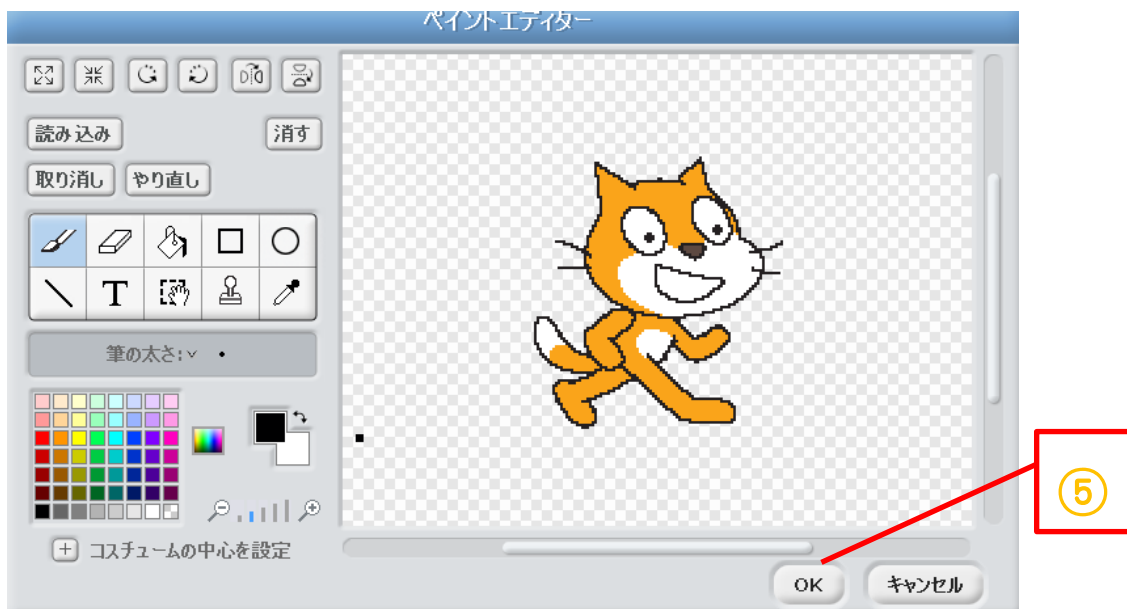 ペイントエディター
読み込み
消す
取り消し
やり直し
T
筆の太さ:
コスチュームの中心を設定
⑤
OK
キャンセル